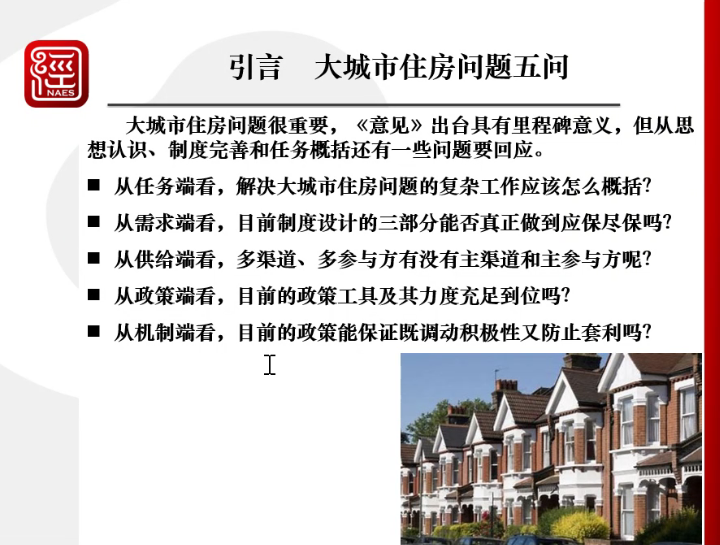 經
NAES
引言 大城市住房问题五问
大城市住房问题很重要，《意见》出台具有里程碑意义，但从思
想认识、制度完善和任务概括还有一些问题要回应。
■ 从任务端看，解决大城市住房问题的复杂工作应该怎么概括？
■ 从需求端看，目前制度设计的三部分能否真正做到应保尽保吗？
■ 从供给端看，多渠道、多参与方有没有主渠道和主参与方呢？
■ 从政策端看，目前的政策工具及其力度充足到位吗？
■ 从机制端看，目前的政策能保证既调动积极性又防止套利吗？